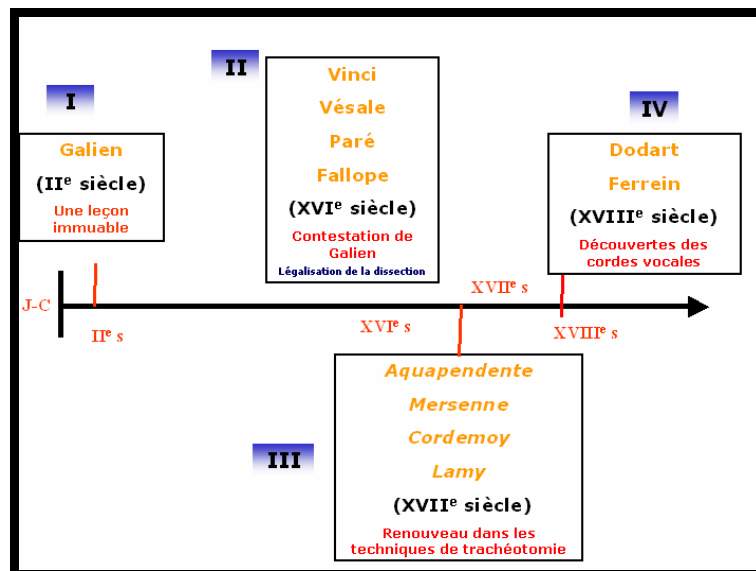 I
Galien
(IIe siècle)
Une leçon
immuable
II
Vinci
Vésale
Paré
Fallope
(XVIe siècle)
Contestation de
Galien
Légalisation de la dissection
IV
Dodart
Ferrein
(XVIIIe siècle)
Découvertes des
cordes vocales
J-C
IIe s
XVIe s
XVIIe s
XVIIIe s
III
Aquapendente
Mersenne
Cordemoy
Lamy
(XVIIe siècle)
Renouveau dans les
techniques de trachéotomie